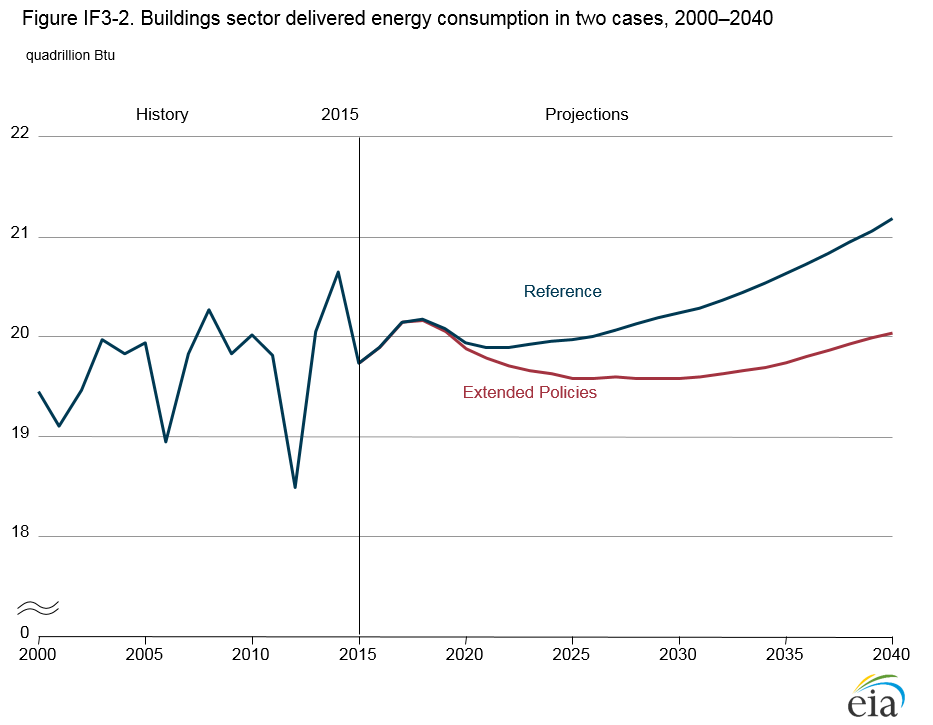 Figure IF3-2. Buildings sector delivered energy consumption in two cases, 2000–2040
quadrillion Btu
History 2015 Projections
22
21
Reference
20
Extended Policies
19
18
0
2000 2005 2010 2015 2020 2025 2030 2035 2040
eia